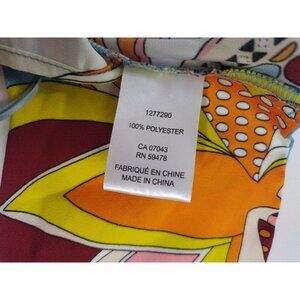 1277290
100% POLYESTER
CA 07043
RN 59478
FABRIQUÉ EN CHINE
MADE IN CHINA